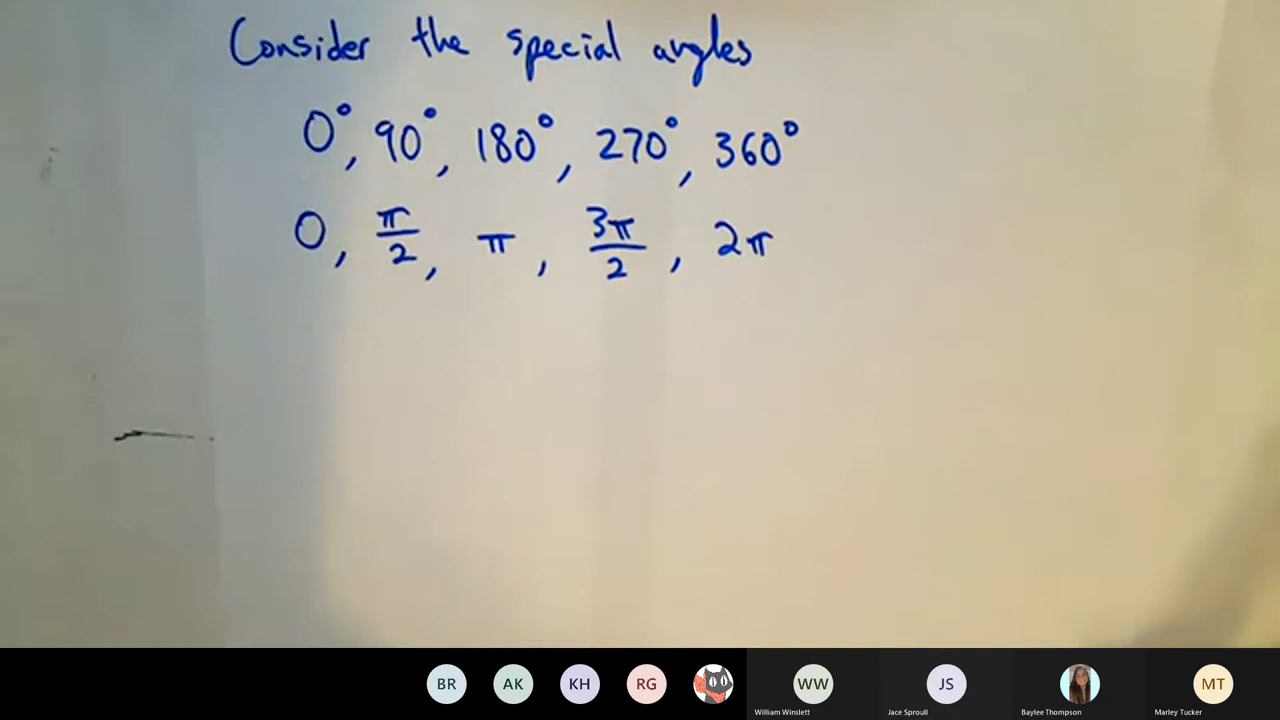 Consider the special angles
0°, 90°, 180°, 270°, 360°
0, π/2, π, 3π/2, 2π
BR AK KH RG WW JS MT
William Winslett Jace Sproull Baylee Thompson Marley Tucker